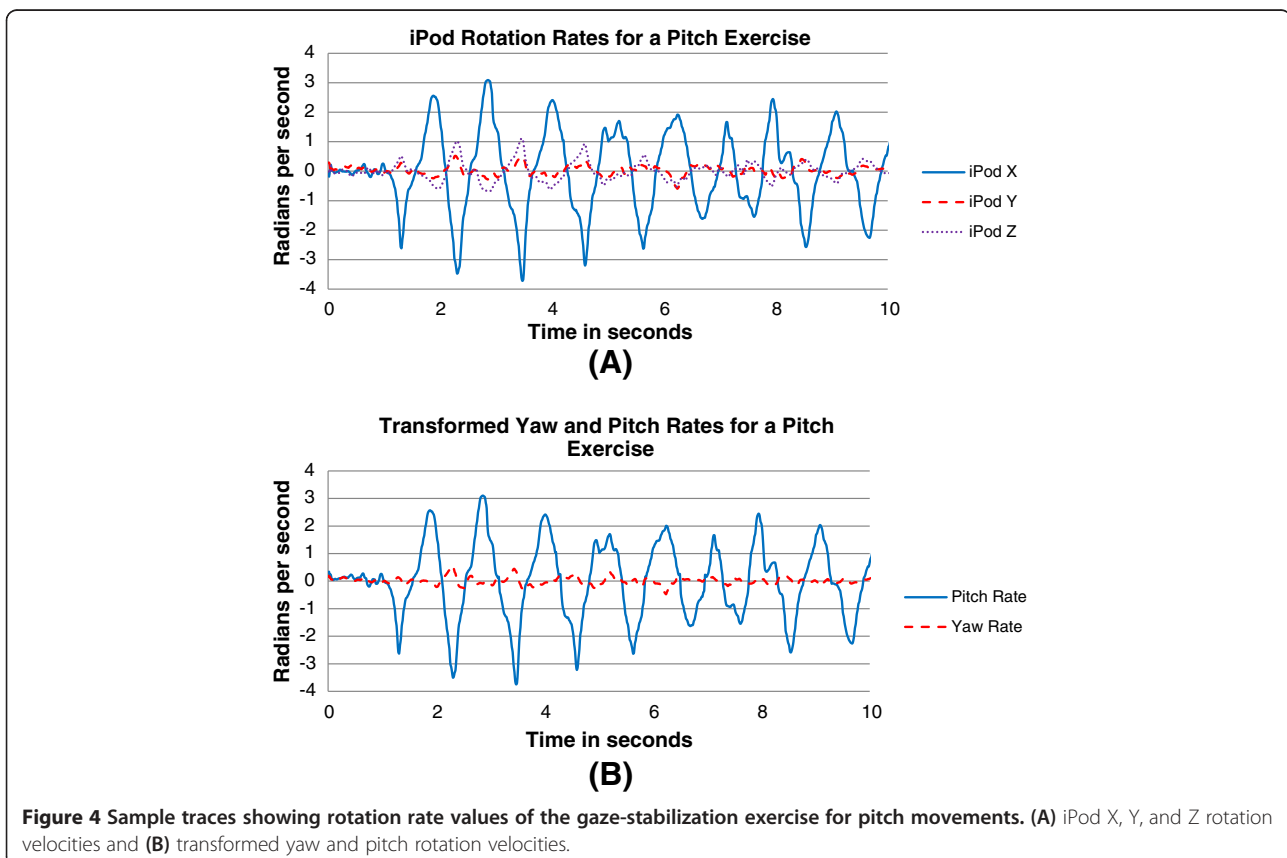 iPod Rotation Rates for a Pitch Exercise
4
3
2
1
0
-1
-2
-3
-4
Radians per second
0 2 4 6 8 10
Time in seconds
iPod X
iPod Y
iPod Z
(A)
Transformed Yaw and Pitch Rates for a Pitch
Exercise
4
3
2
1
0
-1
-2
-3
-4
Radians per second
0 2 4 6 8 10
Time in seconds
Pitch Rate
Yaw Rate
(B)
Figure 4 Sample traces showing rotation rate values of the gaze-stabilization exercise for pitch movements. (A) iPod X, Y, and Z rotation
velocities and (B) transformed yaw and pitch rotation velocities.